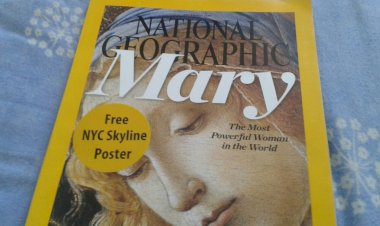 NATIONAL
GEOGRAPHIC
Mary
Free
NYC Skyline
Poster
The Most
Powerful Woman
in the World